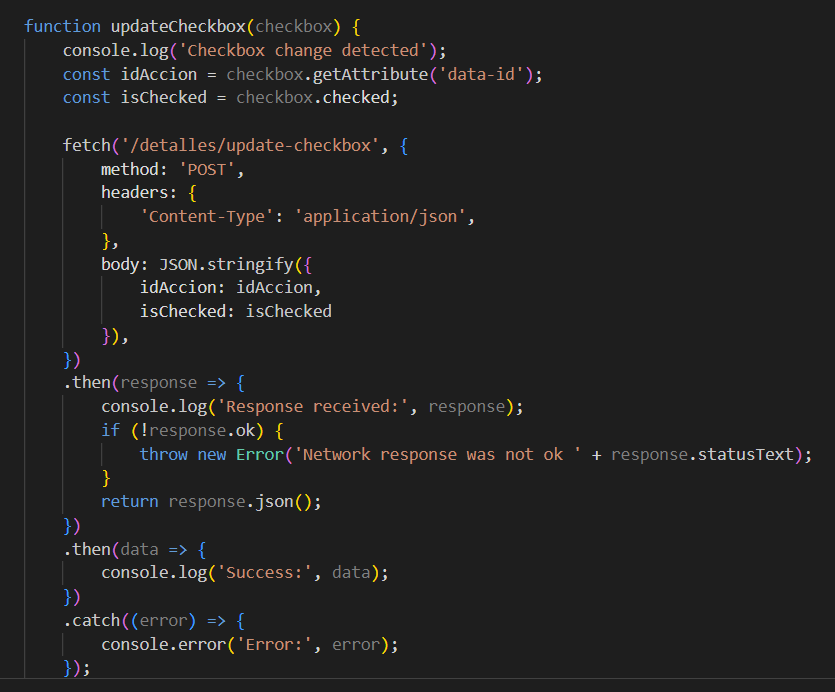 function updateCheckbox(checkbox) {
    console.log('Checkbox change detected');
    const idAccion = checkbox.getAttribute('data-id');
    const isChecked = checkbox.checked;

    fetch('/detalles/update-checkbox', {
        method: 'POST',
        headers: {
            'Content-Type': 'application/json',
        },
        body: JSON.stringify({
            idAccion: idAccion,
            isChecked: isChecked
        }),
    })
    .then(response => {
        console.log('Response received:', response);
        if (!response.ok) {
            throw new Error('Network response was not ok ' + response.statusText);
        }
        return response.json();
    })
    .then(data => {
        console.log('Success:', data);
    })
    .catch((error) => {
        console.error('Error:', error);
    });